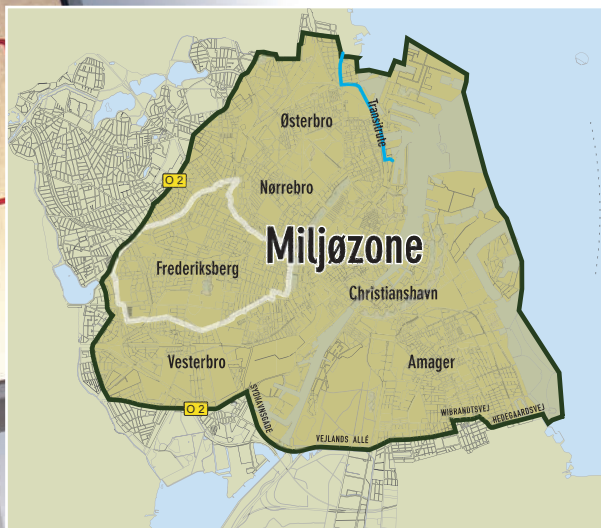 Østerbro
Transitrute
O 2
Nørrebro
Miljøzone
Frederiksberg
Christianshavn
Vesterbro
Amager
O 2
SYDHAVNSGADE
WIBRANDTSVEJ
HEDEGAARDSVEJ
VEJLANDS ALLÉ